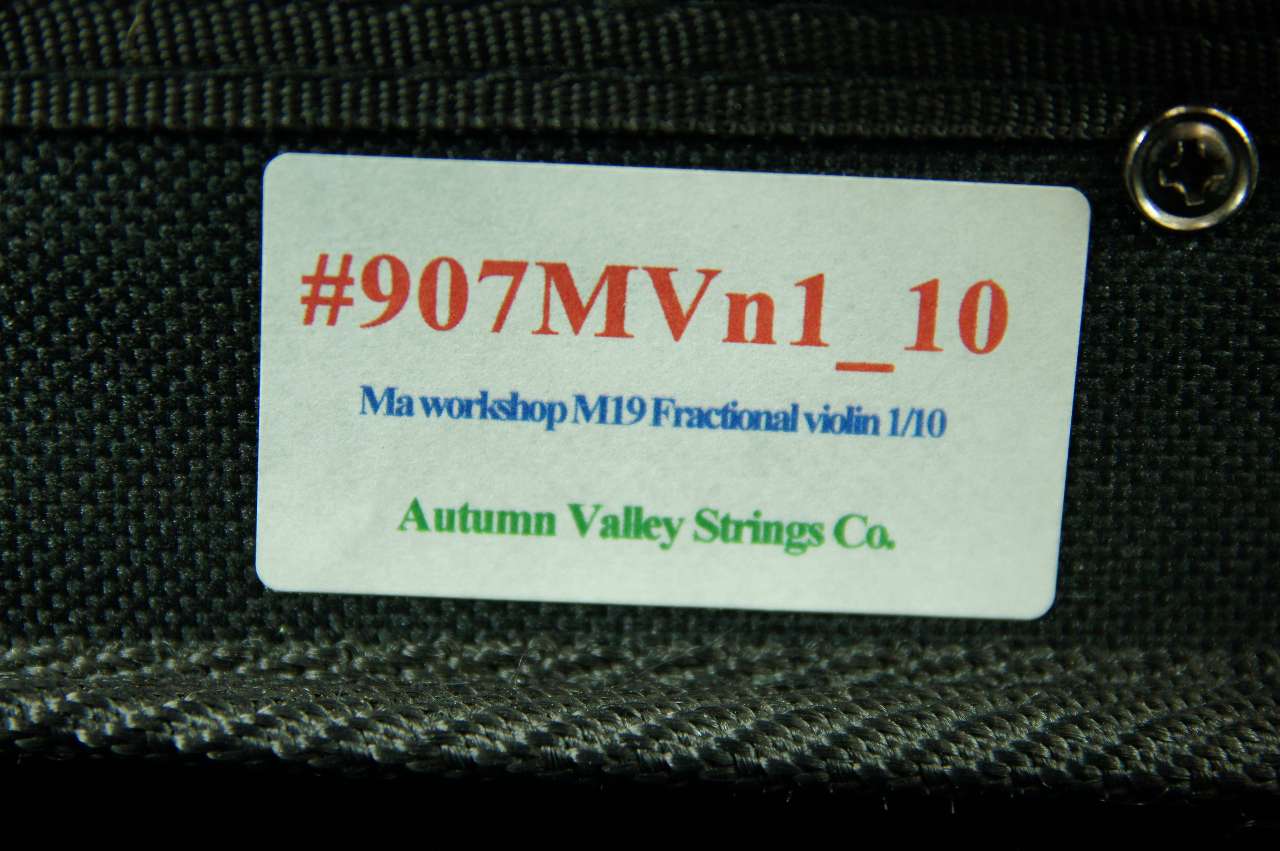 #907MVn1_10
Ma workshop M19 Fractional violin 1/10
Autumn Valley Strings Co.